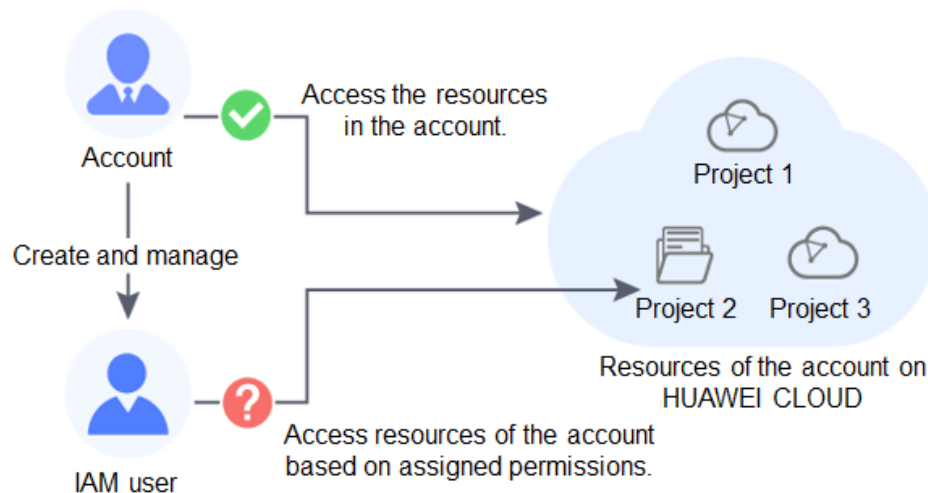 Access the resources
in the account.
Account
Create and manage
IAM user
Access resources of the account
based on assigned permissions.
Project 1
Project 2
Project 3
Resources of the account on
HUAWEI CLOUD